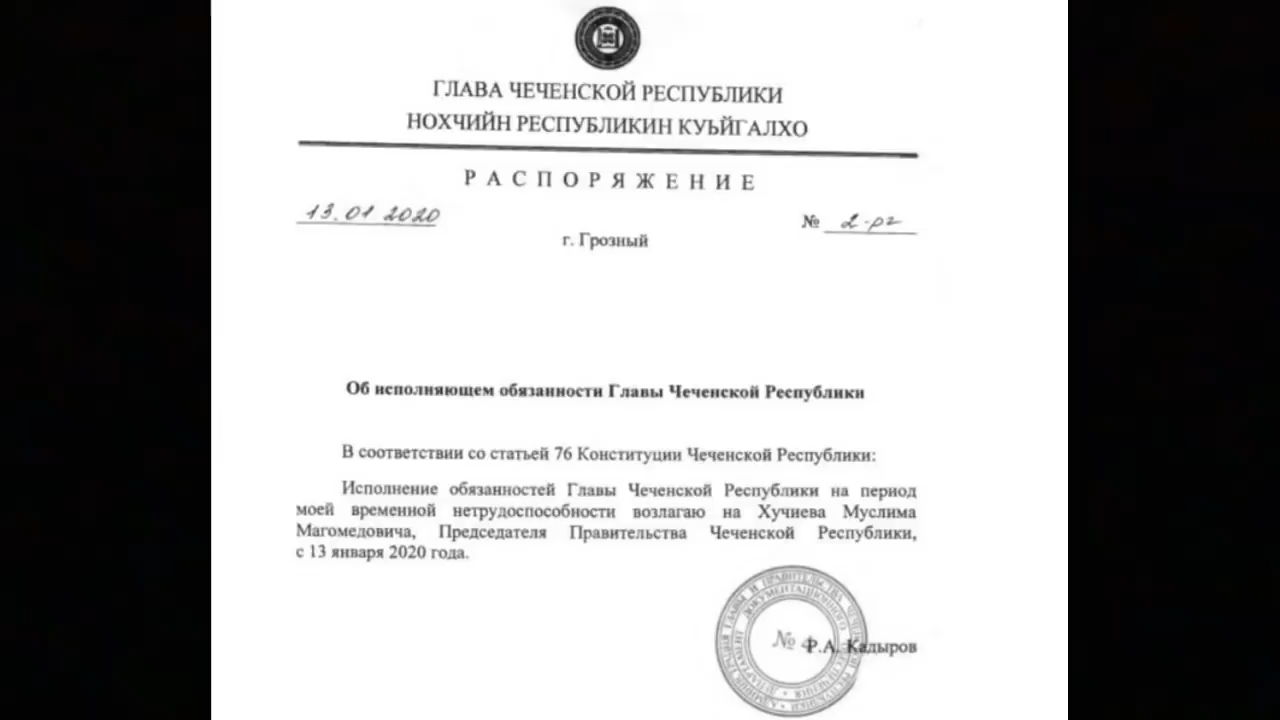 ГЛАВА ЧЕЧЕНСКОЙ РЕСПУБЛИКИ
НОХЧИЙН РЕСПУБЛИКИН КУЬЙГАЛХО
РАСПОРЯЖЕНИЕ
13.01 2020
№ 2-рг
г. Грозный
Об исполняющем обязанности Главы Чеченской Республики
В соответствии со статьей 76 Конституции Чеченской Республики:
Исполнение обязанностей Главы Чеченской Республики на период
моей временной нетрудоспособности возлагаю на Хучиева Муслима
Магомедовича, Председателя Правительства Чеченской Республики,
с 13 января 2020 года.
№
Р.А. Кадыров